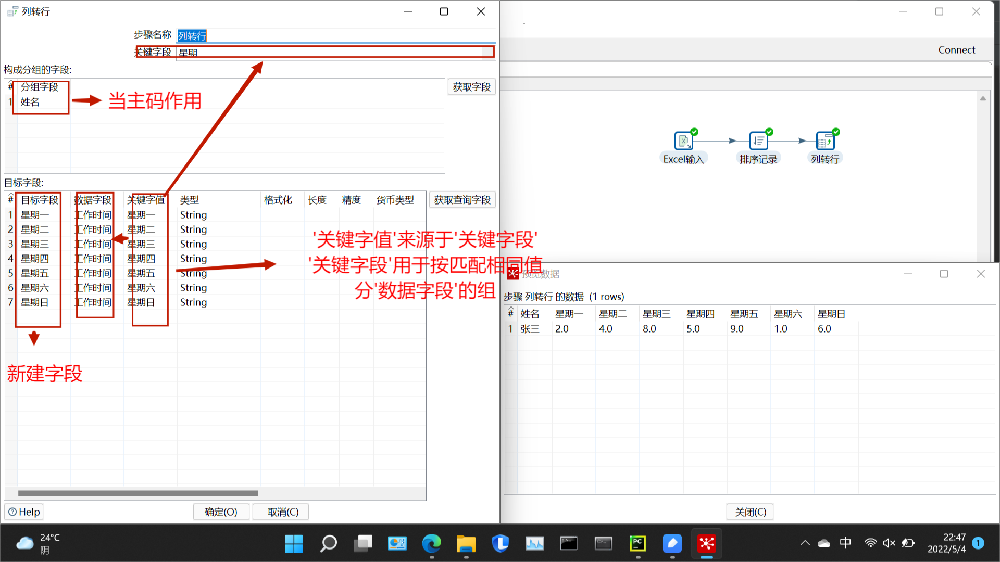 列转行
步骤名称 列转行
关键字段 星期
构成分组的字段:
# 分组字段
1 姓名
当主码作用
获取字段
目标字段:
# 目标字段 数据字段 关键字值 类型 格式化 长度 精度 货币类型
1 星期一 工作时间 星期一 String
2 星期二 工作时间 星期二 String
3 星期三 工作时间 星期三 String
4 星期四 工作时间 星期四 String
5 星期五 工作时间 星期五 String
6 星期六 工作时间 星期六 String
7 星期日 工作时间 星期日 String
获取查询字段
'关键字值'来源于'关键字段'
'关键字段'用于按匹配相同值
分'数据字段'的组
新建字段
Help
确定(O)
取消(C)
Connect
Excel输入
排序记录
列转行
预览数据
步骤 列转行 的数据 (1 rows)
# 姓名 星期一 星期二 星期三 星期四 星期五 星期六 星期日
1 张三 2.0 4.0 8.0 5.0 9.0 1.0 6.0
关闭(C)
24°C
阴
PC
中
22:47
2022/5/4
1